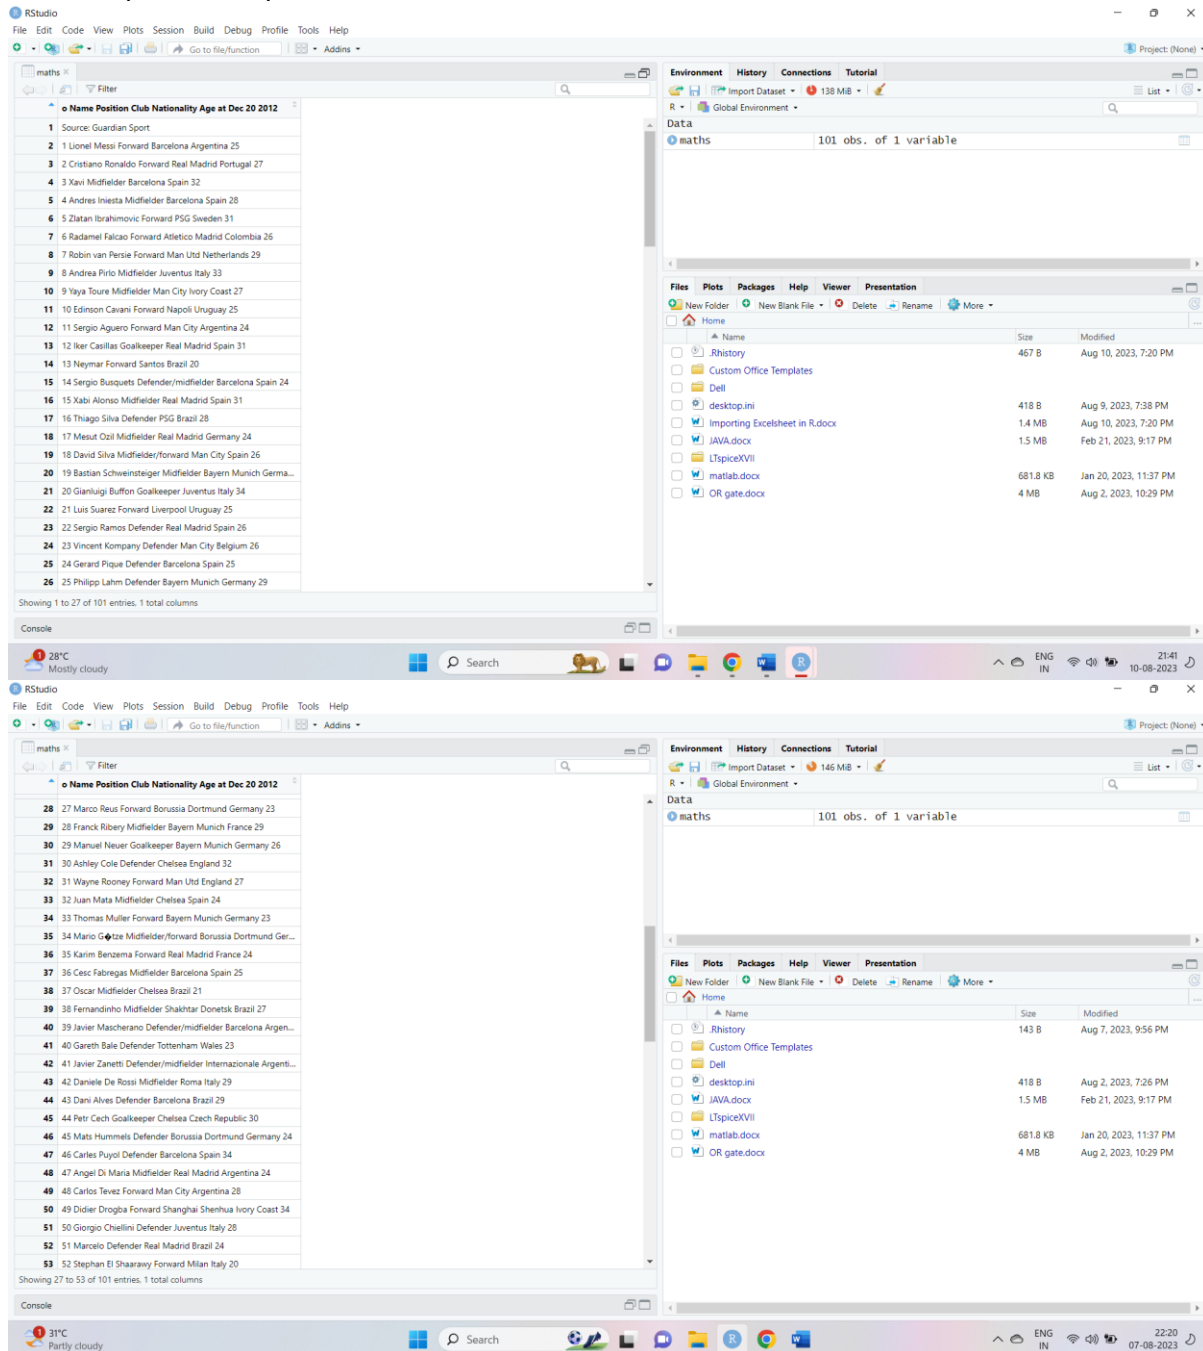 RStudio
File Edit Code View Plots Session Build Debug Profile Tools Help
Go to file/function Addins Project: (None)
maths
Filter
o Name Position Club Nationality Age at Dec 20 2012
1 Source: Guardian Sport
2 1 Lionel Messi Forward Barcelona Argentina 25
3 2 Cristiano Ronaldo Forward Real Madrid Portugal 27
4 3 Xavi Midfielder Barcelona Spain 32
5 4 Andres Iniesta Midfielder Barcelona Spain 28
6 5 Zlatan Ibrahimovic Forward PSG Sweden 31
7 6 Radamel Falcao Forward Atletico Madrid Colombia 26
8 7 Robin van Persie Forward Man Utd Netherlands 29
9 8 Andrea Pirlo Midfielder Juventus Italy 33
10 9 Yaya Toure Midfielder Man City Ivory Coast 27
11 10 Edinson Cavani Forward Napoli Uruguay 25
12 11 Sergio Aguero Forward Man City Argentina 24
13 12 Iker Casillas Goalkeeper Real Madrid Spain 31
14 13 Neymar Forward Santos Brazil 20
15 14 Sergio Busquets Defender/midfielder Barcelona Spain 24
16 15 Xabi Alonso Midfielder Real Madrid Spain 31
17 16 Thiago Silva Defender PSG Brazil 28
18 17 Mesut Ozil Midfielder Real Madrid Germany 24
19 18 David Silva Midfielder/forward Man City Spain 26
20 19 Bastian Schweinsteiger Midfielder Bayern Munich Germa...
21 20 Gianluigi Buffon Goalkeeper Juventus Italy 34
22 21 Luis Suarez Forward Liverpool Uruguay 25
23 22 Sergio Ramos Defender Real Madrid Spain 26
24 23 Vincent Kompany Defender Man City Belgium 26
25 24 Gerard Pique Defender Barcelona Spain 25
26 25 Philipp Lahm Defender Bayern Munich Germany 29
Showing 1 to 27 of 101 entries, 1 total columns
Console
Environment History Connections Tutorial
Import Dataset 138 MiB List
R Global Environment
Data
maths 101 obs. of 1 variable
Files Plots Packages Help Viewer Presentation
New Folder New Blank File Delete Rename More
Home
Name Size Modified
.Rhistory 467 B Aug 10, 2023, 7:20 PM
Custom Office Templates
Dell
desktop.ini 418 B Aug 9, 2023, 7:38 PM
Importing Excelsheet in R.docx 1.4 MB Aug 10, 2023, 7:20 PM
JAVA.docx 1.5 MB Feb 21, 2023, 9:17 PM
LTspiceXVII
matlab.docx 681.8 KB Jan 20, 2023, 11:37 PM
OR gate.docx 4 MB Aug 2, 2023, 10:29 PM
1 28°C
Mostly cloudy
Search
ENG 21:41
IN 10-08-2023
RStudio
File Edit Code View Plots Session Build Debug Profile Tools Help
Go to file/function Addins Project: (None)
maths
Filter
o Name Position Club Nationality Age at Dec 20 2012
28 27 Marco Reus Forward Borussia Dortmund Germany 23
29 28 Franck Ribery Midfielder Bayern Munich France 29
30 29 Manuel Neuer Goalkeeper Bayern Munich Germany 26
31 30 Ashley Cole Defender Chelsea England 32
32 31 Wayne Rooney Forward Man Utd England 27
33 32 Juan Mata Midfielder Chelsea Spain 24
34 33 Thomas Muller Forward Bayern Munich Germany 23
35 34 Mario G�tze Midfielder/forward Borussia Dortmund Ger...
36 35 Karim Benzema Forward Real Madrid France 24
37 36 Cesc Fabregas Midfielder Barcelona Spain 25
38 37 Oscar Midfielder Chelsea Brazil 21
39 38 Fernandinho Midfielder Shakhtar Donetsk Brazil 27
40 39 Javier Mascherano Defender/midfielder Barcelona Argen...
41 40 Gareth Bale Defender Tottenham Wales 23
42 41 Javier Zanetti Defender/midfielder Internazionale Argenti...
43 42 Daniele De Rossi Midfielder Roma Italy 29
44 43 Dani Alves Defender Barcelona Brazil 29
45 44 Petr Cech Goalkeeper Chelsea Czech Republic 30
46 45 Mats Hummels Defender Borussia Dortmund Germany 24
47 46 Carles Puyol Defender Barcelona Spain 34
48 47 Angel Di Maria Midfielder Real Madrid Argentina 24
49 48 Carlos Tevez Forward Man City Argentina 28
50 49 Didier Drogba Forward Shanghai Shenhua Ivory Coast 34
51 50 Giorgio Chiellini Defender Juventus Italy 28
52 51 Marcelo Defender Real Madrid Brazil 24
53 52 Stephan El Shaarawy Forward Milan Italy 20
Showing 27 to 53 of 101 entries, 1 total columns
Console
Environment History Connections Tutorial
Import Dataset 146 MiB List
R Global Environment
Data
maths 101 obs. of 1 variable
Files Plots Packages Help Viewer Presentation
New Folder New Blank File Delete Rename More
Home
Name Size Modified
.Rhistory 143 B Aug 7, 2023, 9:56 PM
Custom Office Templates
Dell
desktop.ini 418 B Aug 2, 2023, 7:26 PM
JAVA.docx 1.5 MB Feb 21, 2023, 9:17 PM
LTspiceXVII
matlab.docx 681.8 KB Jan 20, 2023, 11:37 PM
OR gate.docx 4 MB Aug 2, 2023, 10:29 PM
1 31°C
Partly cloudy
Search
ENG 22:20
IN 07-08-2023